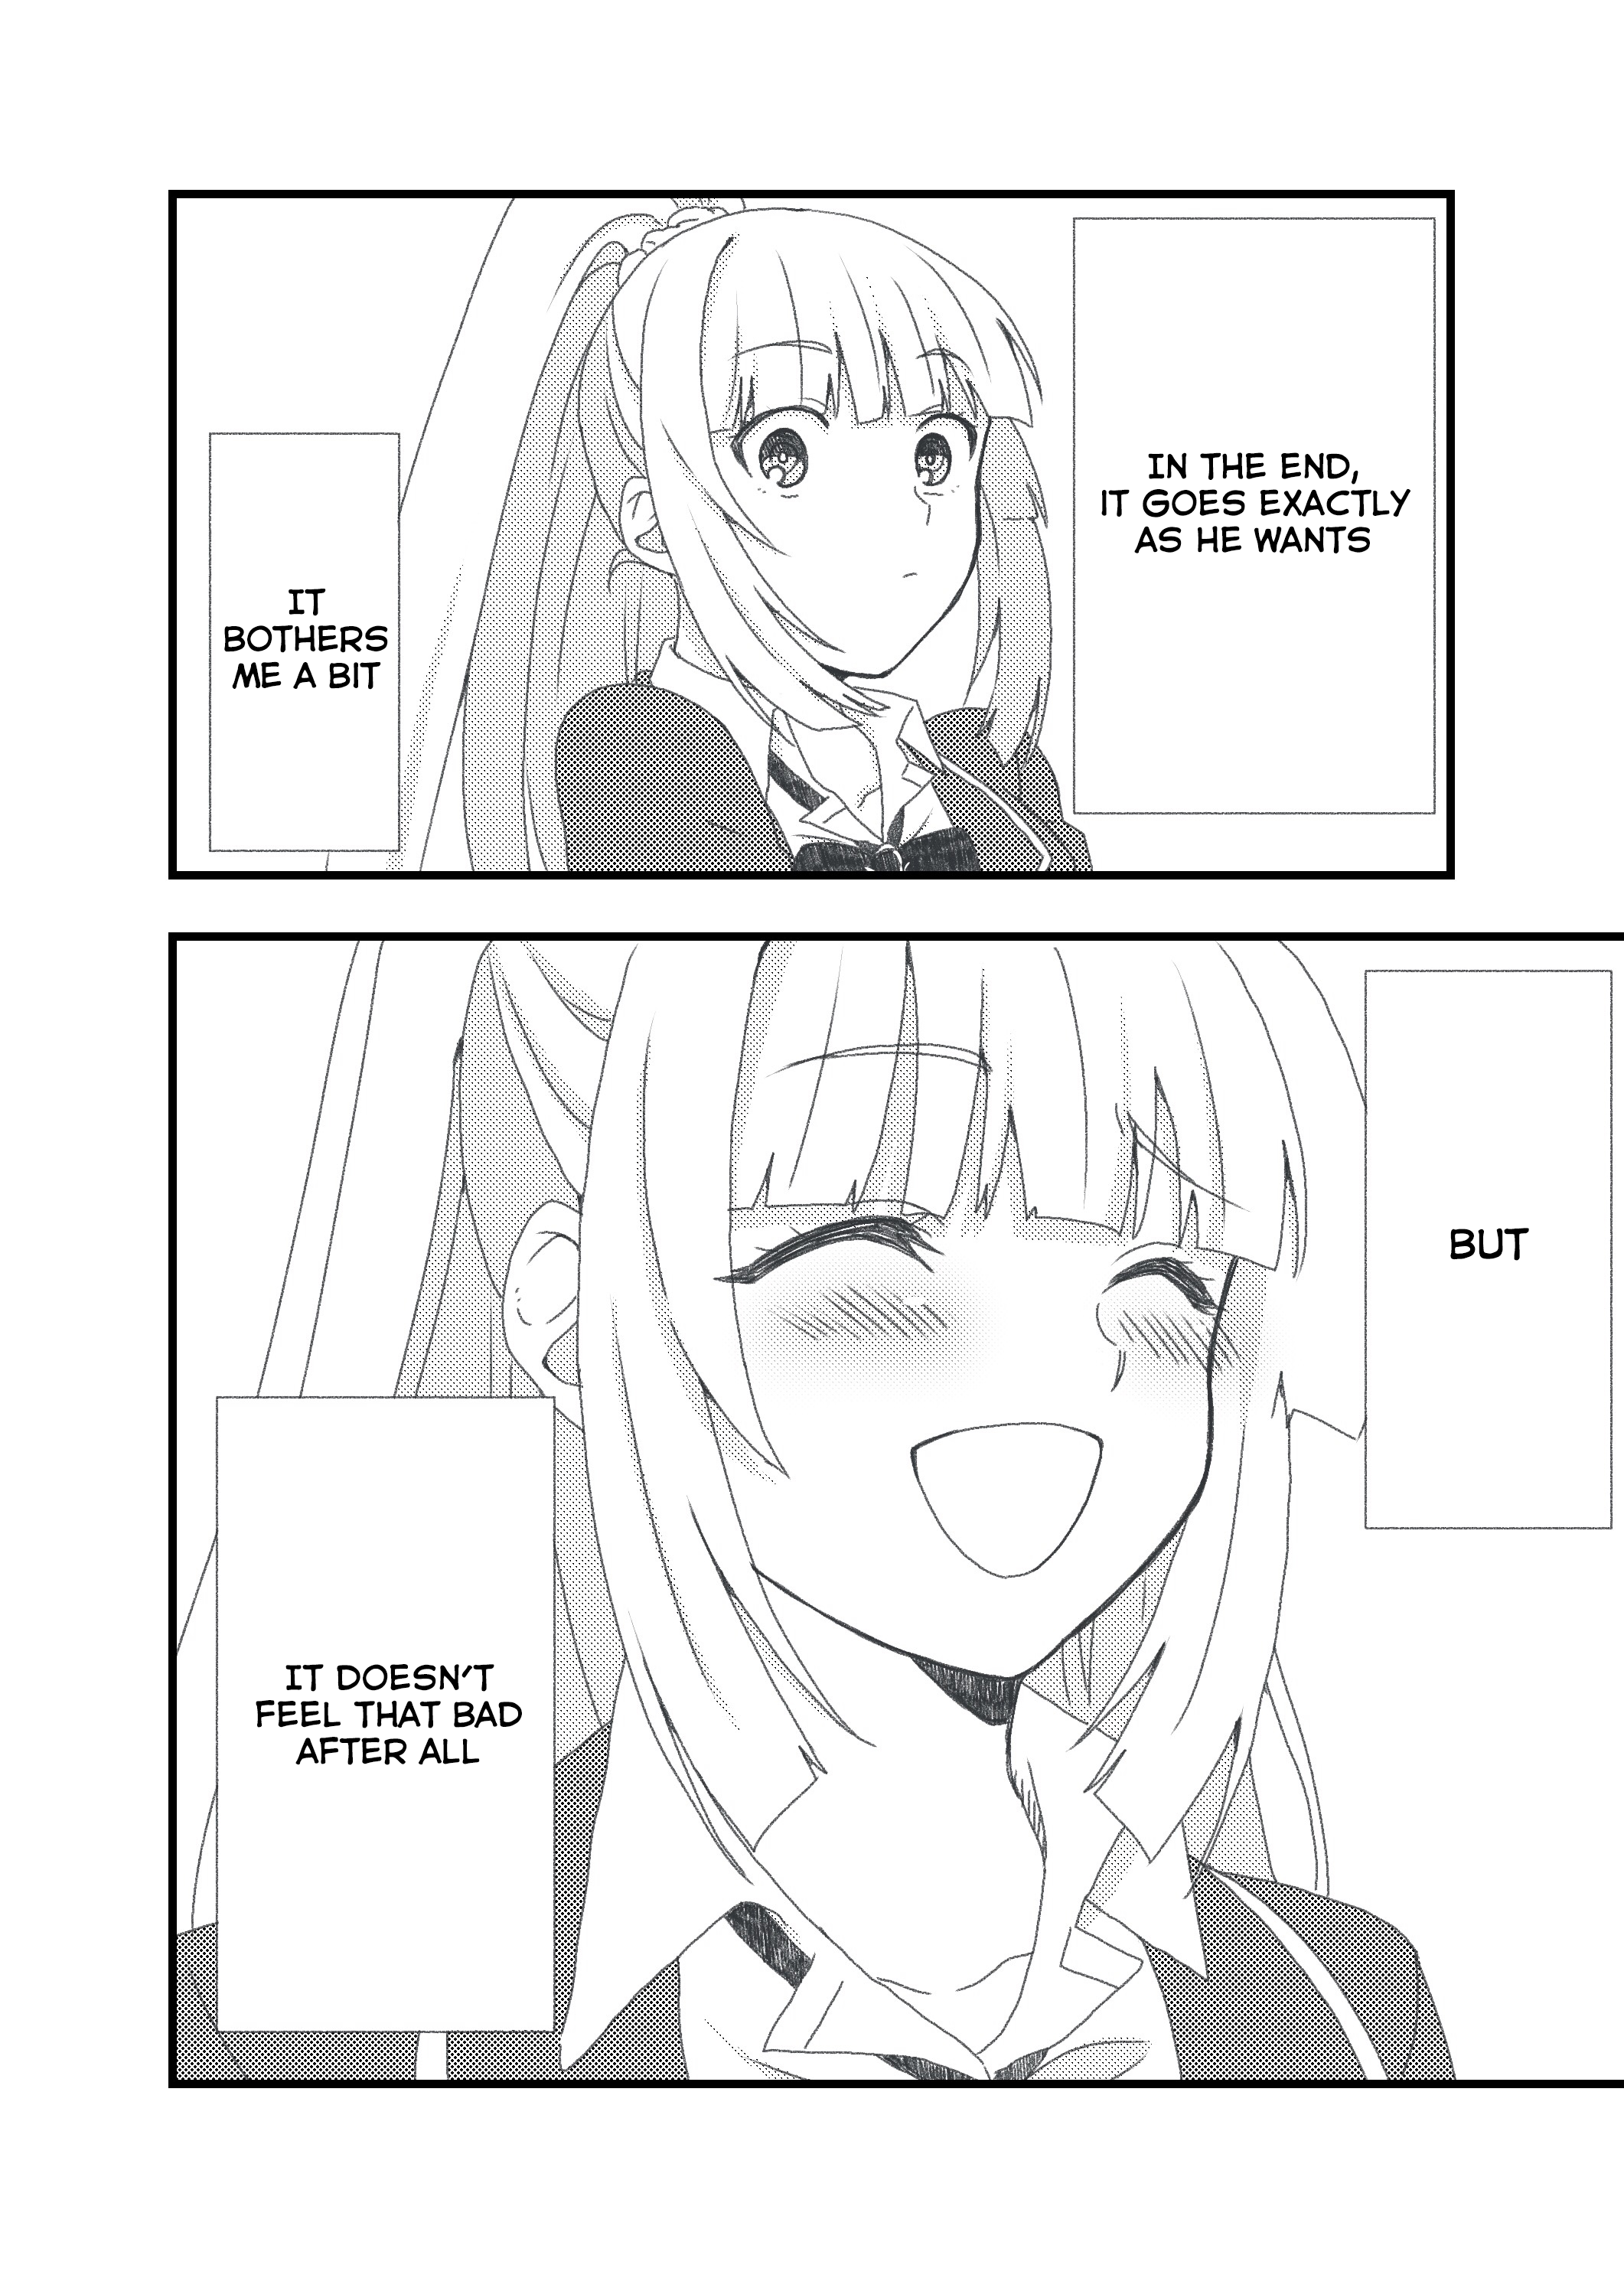 IN THE END,
IT GOES EXACTLY
AS HE WANTS
IT
BOTHERS
ME A BIT
BUT
IT DOESN'T
FEEL THAT BAD
AFTER ALL